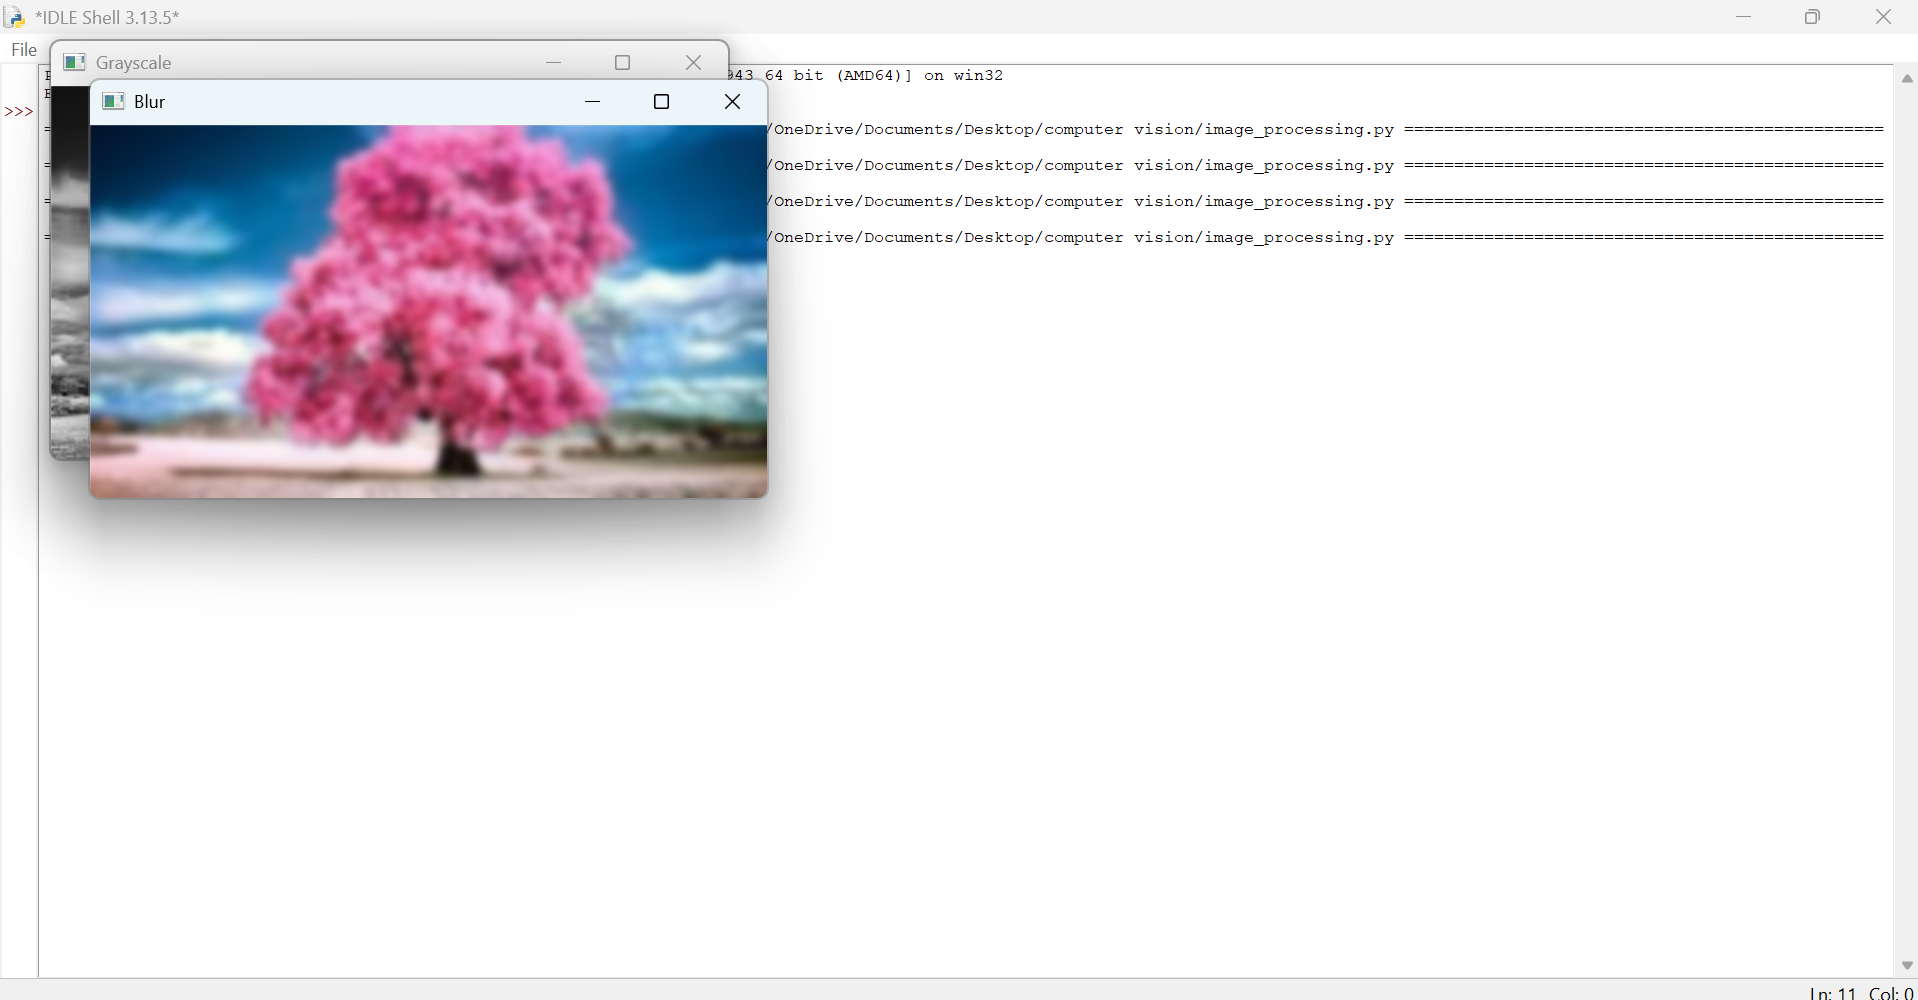 *IDLE Shell 3.13.5*
File
Grayscale
Blur
943 64 bit (AMD64)] on win32
>>>
/OneDrive/Documents/Desktop/computer vision/image_processing.py ================================================
/OneDrive/Documents/Desktop/computer vision/image_processing.py ================================================
/OneDrive/Documents/Desktop/computer vision/image_processing.py ================================================
/OneDrive/Documents/Desktop/computer vision/image_processing.py ================================================
Ln: 11 Col: 0